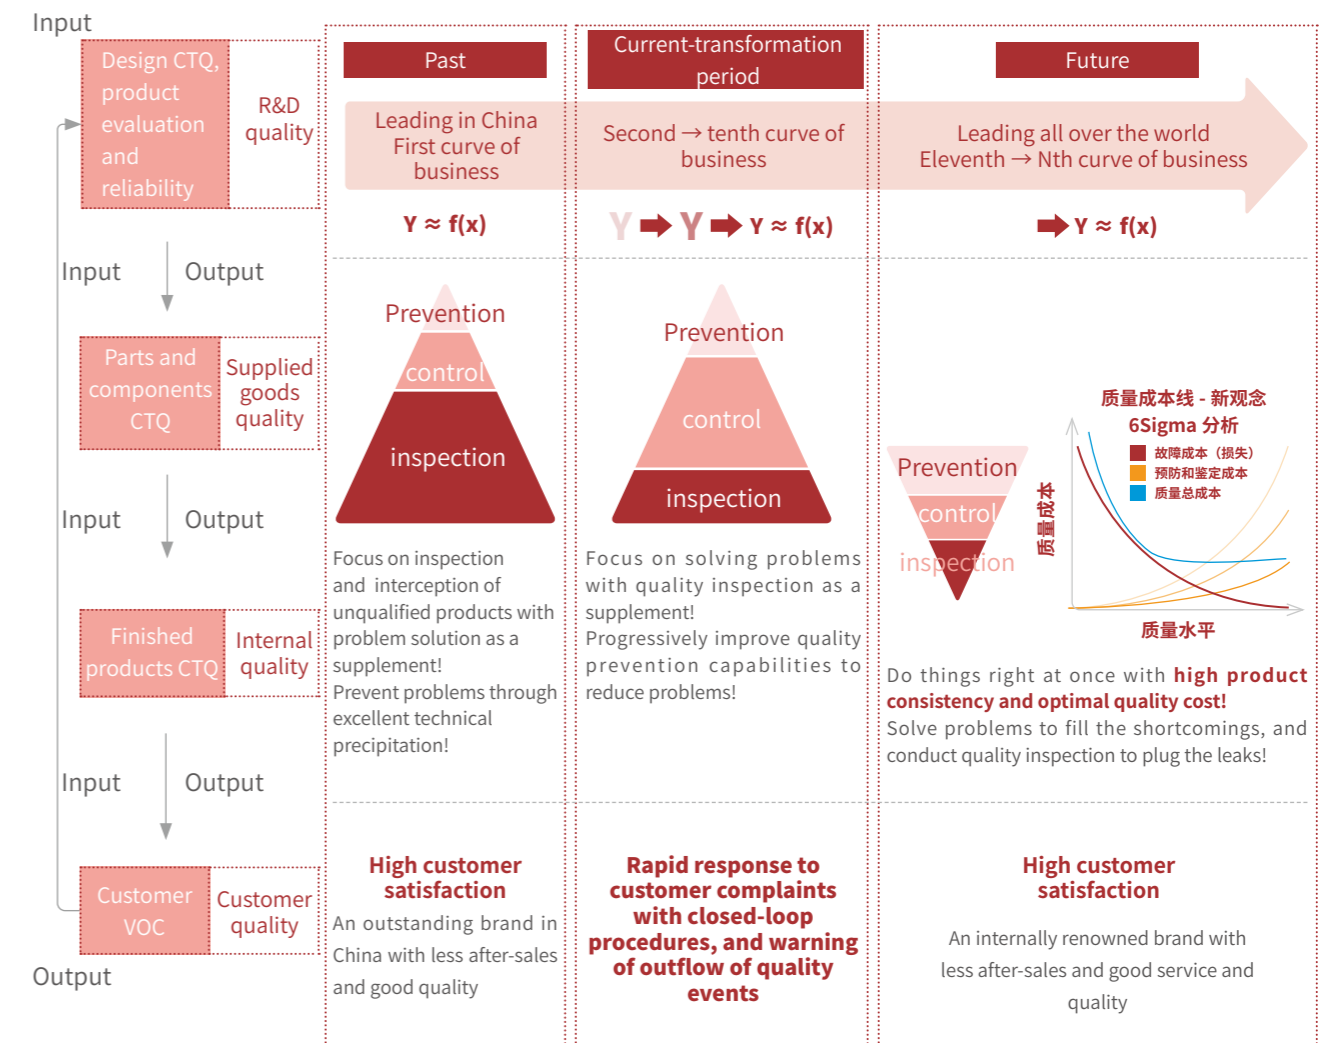 Input
Design CTQ,
product
evaluation
and
reliability
R&D
quality
Input
Output
Parts and
components
CTQ
Supplied
goods
quality
Input
Output
Finished
products CTQ
Internal
quality
Input
Output
Customer
VOC
Customer
quality
Output
Past
Leading in China
First curve of
business
Y ≈ f(x)
Prevention
control
inspection
Focus on inspection
and interception of
unqualified products with
problem solution as a
supplement!
Prevent problems through
excellent technical
precipitation!
High customer
satisfaction
An outstanding brand in
China with less after-sales
and good quality
Current-transformation
period
Second → tenth curve of
business
Y Y Y ≈ f(x)
Prevention
control
inspection
Focus on solving problems
with quality inspection as a
supplement!
Progressively improve quality
prevention capabilities to
reduce problems!
Rapid response to
customer complaints
with closed-loop
procedures, and warning
of outflow of quality
events
Future
Leading all over the world
Eleventh → Nth curve of business
Y ≈ f(x)
Prevention
control
inspection
质量成本线 - 新观念
6Sigma 分析
故障成本（损失）
预防和鉴定成本
质量总成本
质量成本
质量水平
Do things right at once with high product
consistency and optimal quality cost!
Solve problems to fill the shortcomings, and
conduct quality inspection to plug the leaks!
High customer
satisfaction
An internally renowned brand with
less after-sales and good service and
quality